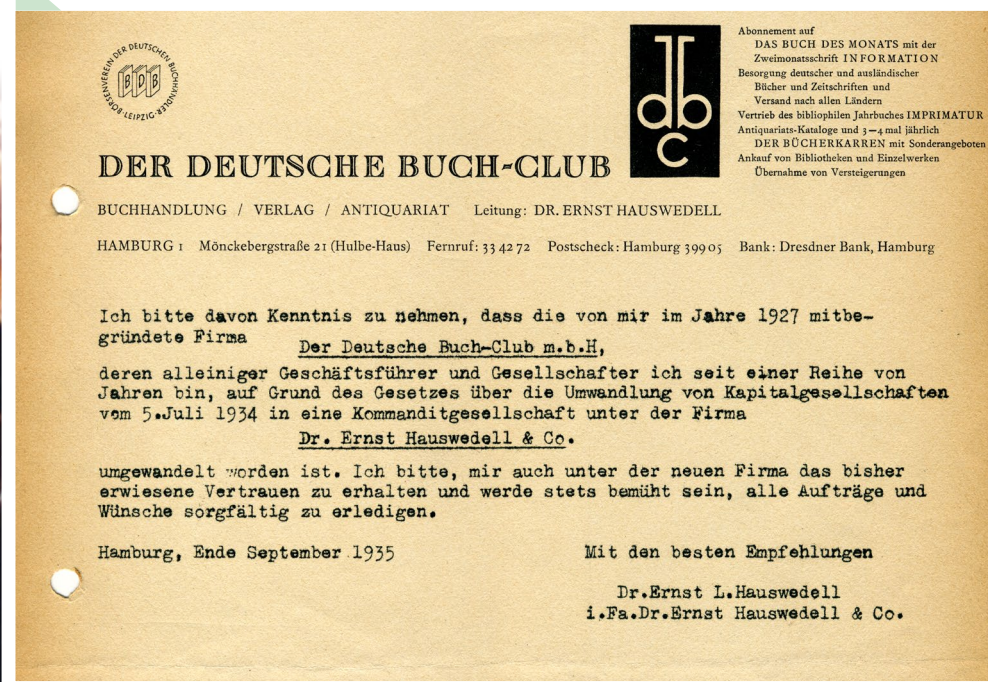 BÖRSENVEREIN DER DEUTSCHEN BUCHHÄNDLER · LEIPZIG ·
BDB
dbc
Abonnement auf
DAS BUCH DES MONATS mit der
Zweimonatsschrift INFORMATION
Besorgung deutscher und ausländischer
Bücher und Zeitschriften und
Versand nach allen Ländern
Vertrieb des bibliophilen Jahrbuches IMPRIMATUR
Antiquariats-Kataloge und 3—4 mal jährlich
DER BÜCHERKARREN mit Sonderangeboten
Ankauf von Bibliotheken und Einzelwerken
Übernahme von Versteigerungen
DER DEUTSCHE BUCH-CLUB
BUCHHANDLUNG / VERLAG / ANTIQUARIAT Leitung: DR. ERNST HAUSWEDELL
HAMBURG 1 Mönckebergstraße 21 (Hulbe-Haus) Fernruf: 33 42 72 Postscheck: Hamburg 399 05 Bank: Dresdner Bank, Hamburg
Ich bitte davon Kenntnis zu nehmen, dass die von mir im Jahre 1927 mitbe-
gründete Firma
Der Deutsche Buch-Club m.b.H,
deren alleiniger Geschäftsführer und Gesellschafter ich seit einer Reihe von
Jahren bin, auf Grund des Gesetzes über die Umwandlung von Kapitalgesellschaften
vom 5.Juli 1934 in eine Kommanditgesellschaft unter der Firma
Dr. Ernst Hauswedell & Co.
umgewandelt worden ist. Ich bitte, mir auch unter der neuen Firma das bisher
erwiesene Vertrauen zu erhalten und werde stets bemüht sein, alle Aufträge und
Wünsche sorgfältig zu erledigen.
Hamburg, Ende September 1935
Mit den besten Empfehlungen
Dr.Ernst L.Hauswedell
i.Fa.Dr.Ernst Hauswedell & Co.